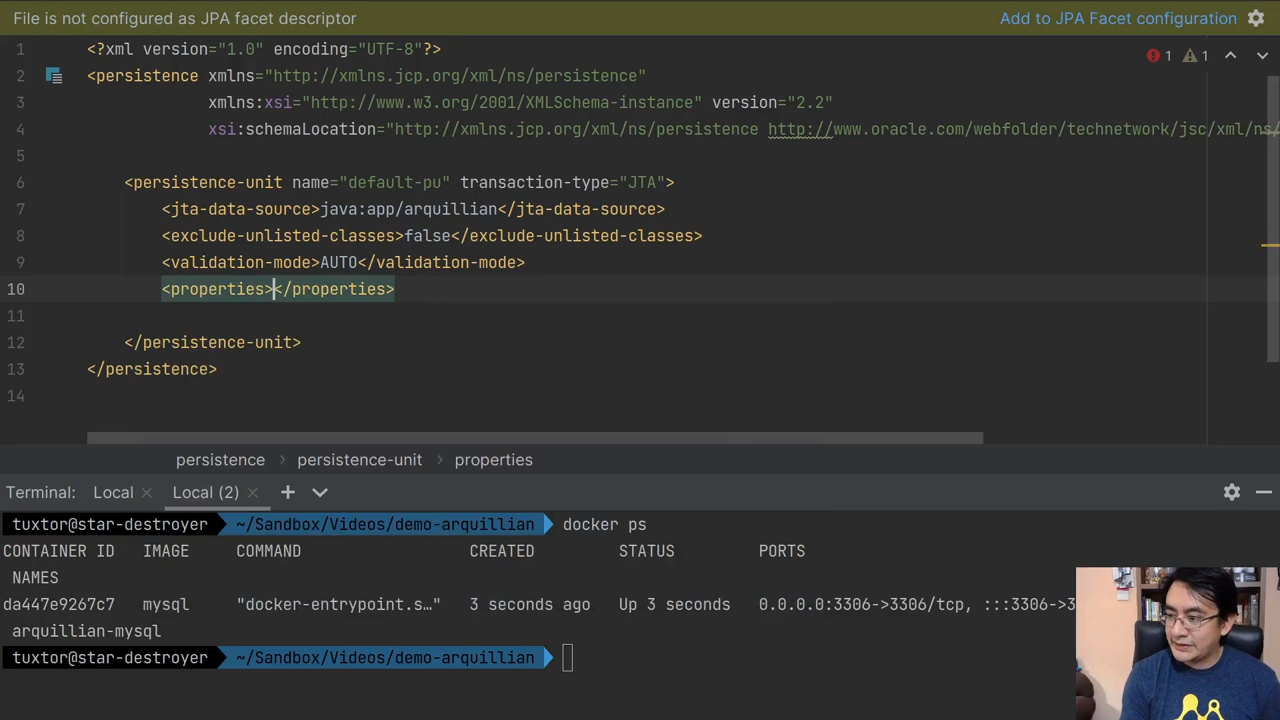 File is not configured as JPA facet descriptor
Add to JPA Facet configuration
1 <?xml version="1.0" encoding="UTF-8"?>
1 1
2 <persistence xmlns="http://xmlns.jcp.org/xml/ns/persistence"
3 xmlns:xsi="http://www.w3.org/2001/XMLSchema-instance" version="2.2"
4 xsi:schemaLocation="http://xmlns.jcp.org/xml/ns/persistence http://www.oracle.com/webfolder/technetwork/jsc/xml/ns/
5
6 <persistence-unit name="default-pu" transaction-type="JTA">
7 <jta-data-source>java:app/arquillian</jta-data-source>
8 <exclude-unlisted-classes>false</exclude-unlisted-classes>
9 <validation-mode>AUTO</validation-mode>
10 <properties></properties>
11
12 </persistence-unit>
13 </persistence>
14
persistence > persistence-unit > properties
Terminal: Local Local (2)
tuxtor@star-destroyer ~/Sandbox/Videos/demo-arquillian docker ps
CONTAINER ID IMAGE COMMAND CREATED STATUS PORTS
NAMES
da447e9267c7 mysql "docker-entrypoint.s…" 3 seconds ago Up 3 seconds 0.0.0.0:3306->3306/tcp, :::3306->3
arquillian-mysql
tuxtor@star-destroyer ~/Sandbox/Videos/demo-arquillian